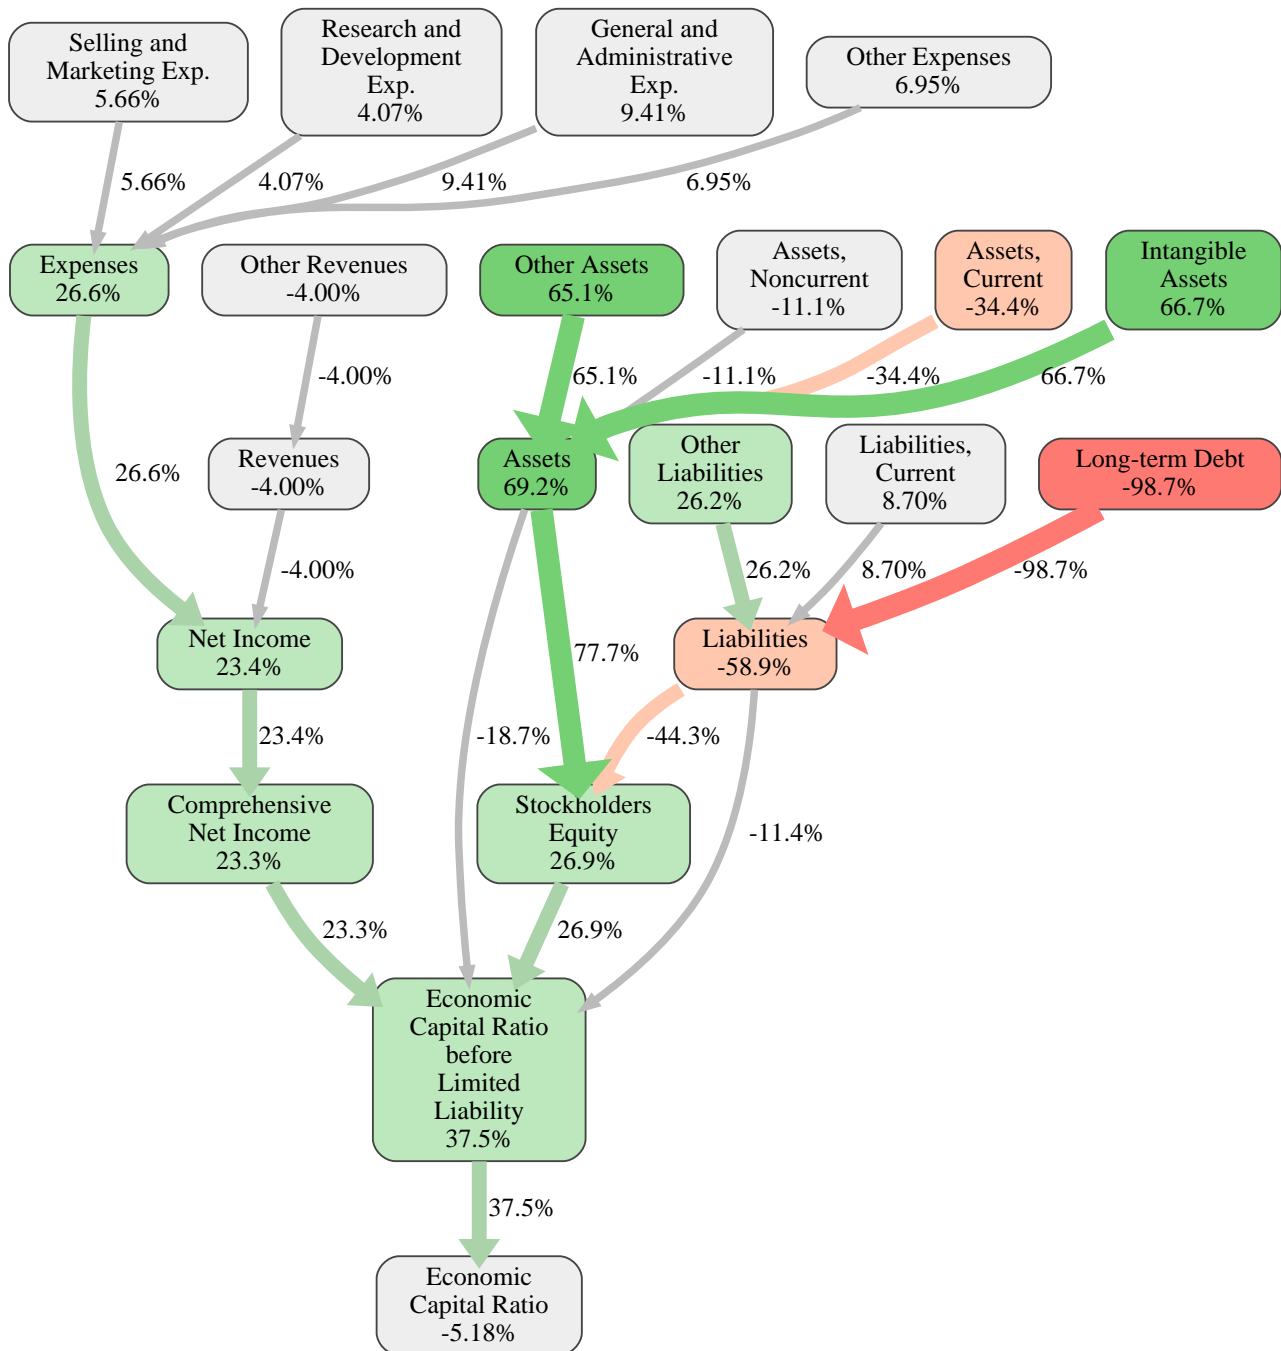 Selling and
Marketing Exp.
5.66%
Research and
Development
Exp.
4.07%
General and
Administrative
Exp.
9.41%
Other Expenses
6.95%
5.66%
4.07%
9.41%
6.95%
Expenses
26.6%
Other Revenues
-4.00%
Other Assets
65.1%
Assets,
Noncurrent
-11.1%
Assets,
Current
-34.4%
Intangible
Assets
66.7%
-4.00%
65.1%
-11.1%
-34.4%
66.7%
26.6%
Revenues
-4.00%
Assets
69.2%
Other
Liabilities
26.2%
Liabilities,
Current
8.70%
Long-term Debt
-98.7%
-4.00%
26.2%
8.70%
-98.7%
Net Income
23.4%
77.7%
Liabilities
-58.9%
23.4%
-18.7%
-44.3%
Comprehensive
Net Income
23.3%
Stockholders
Equity
26.9%
-11.4%
23.3%
26.9%
Economic
Capital Ratio
before
Limited
Liability
37.5%
37.5%
Economic
Capital Ratio
-5.18%